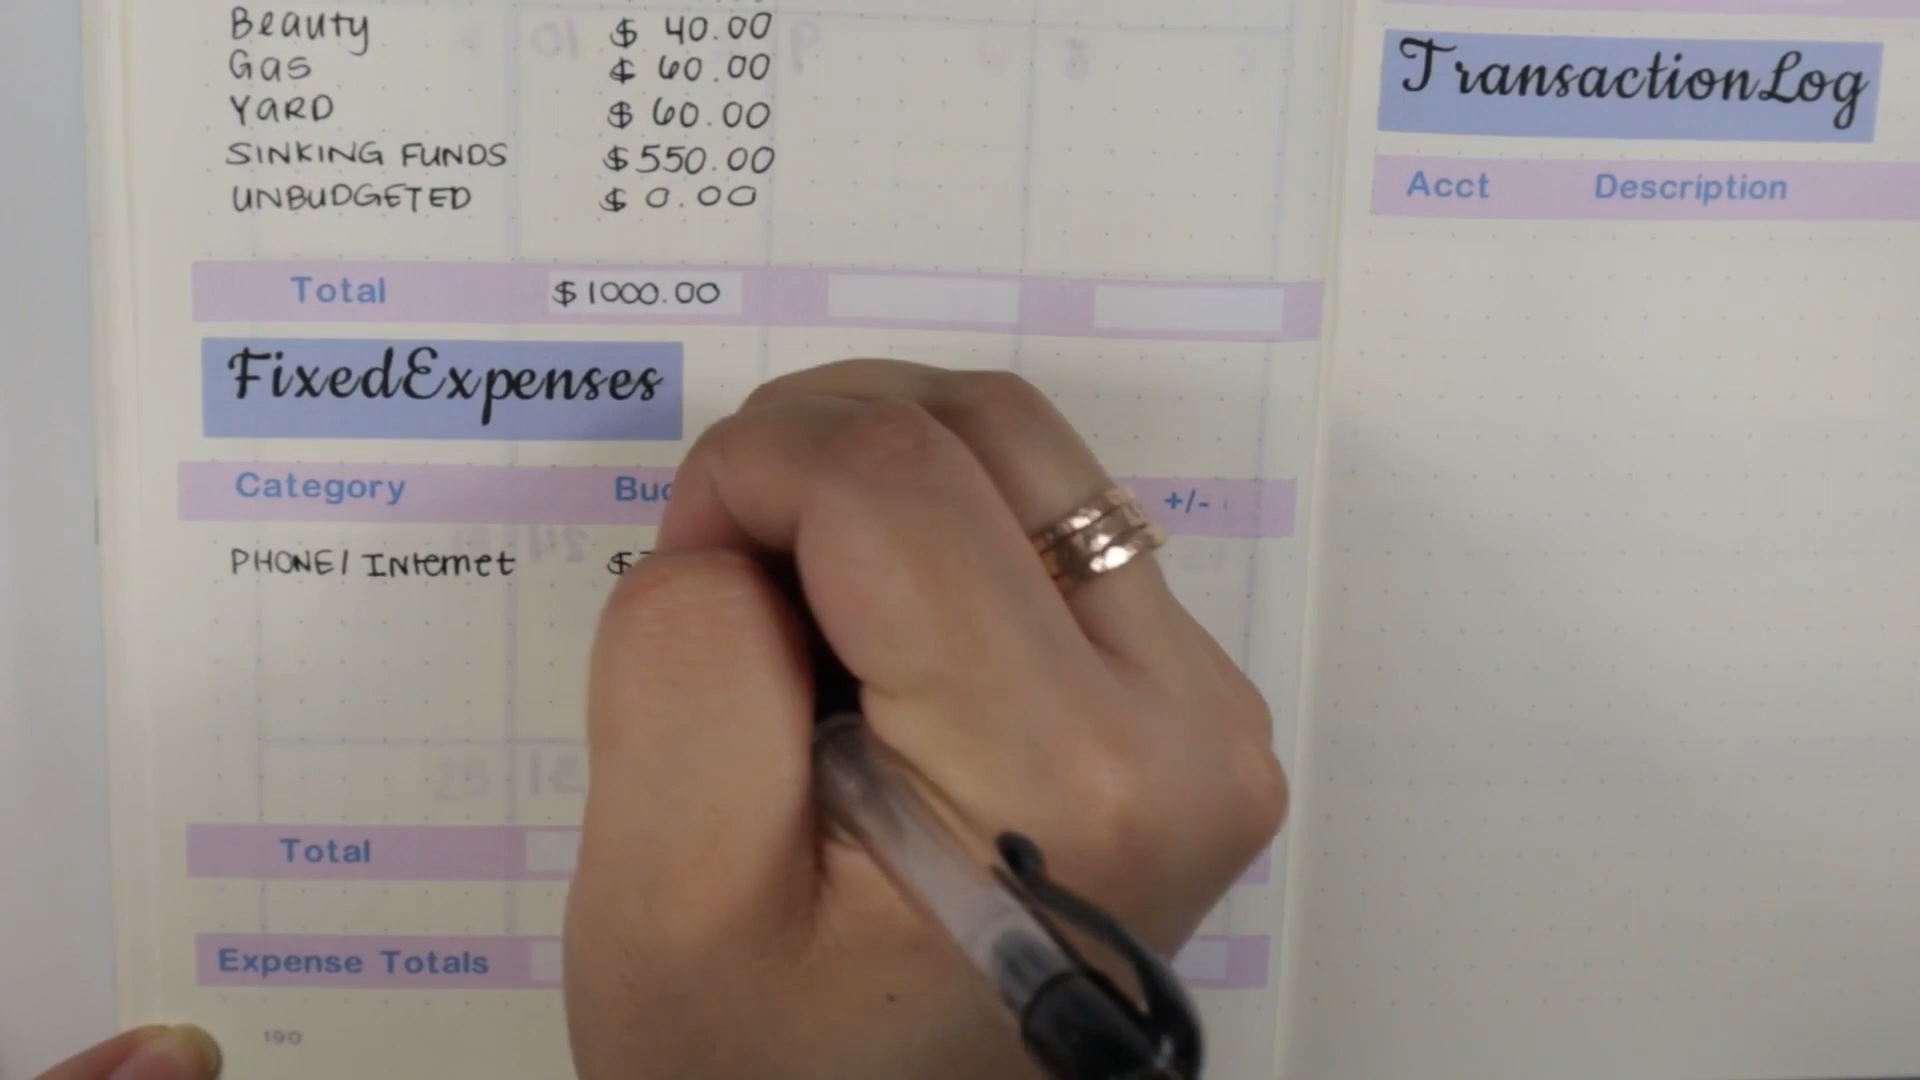 Beauty $ 40.00
Gas $ 60.00
YARD $ 60.00
SINKING FUNDS $550.00
UNBUDGETED $ 0.00
Total $1000.00
FixedExpenses
Category +/-
PHONE/ Internet $
Total
Expense Totals
190
TransactionLog
Acct Description